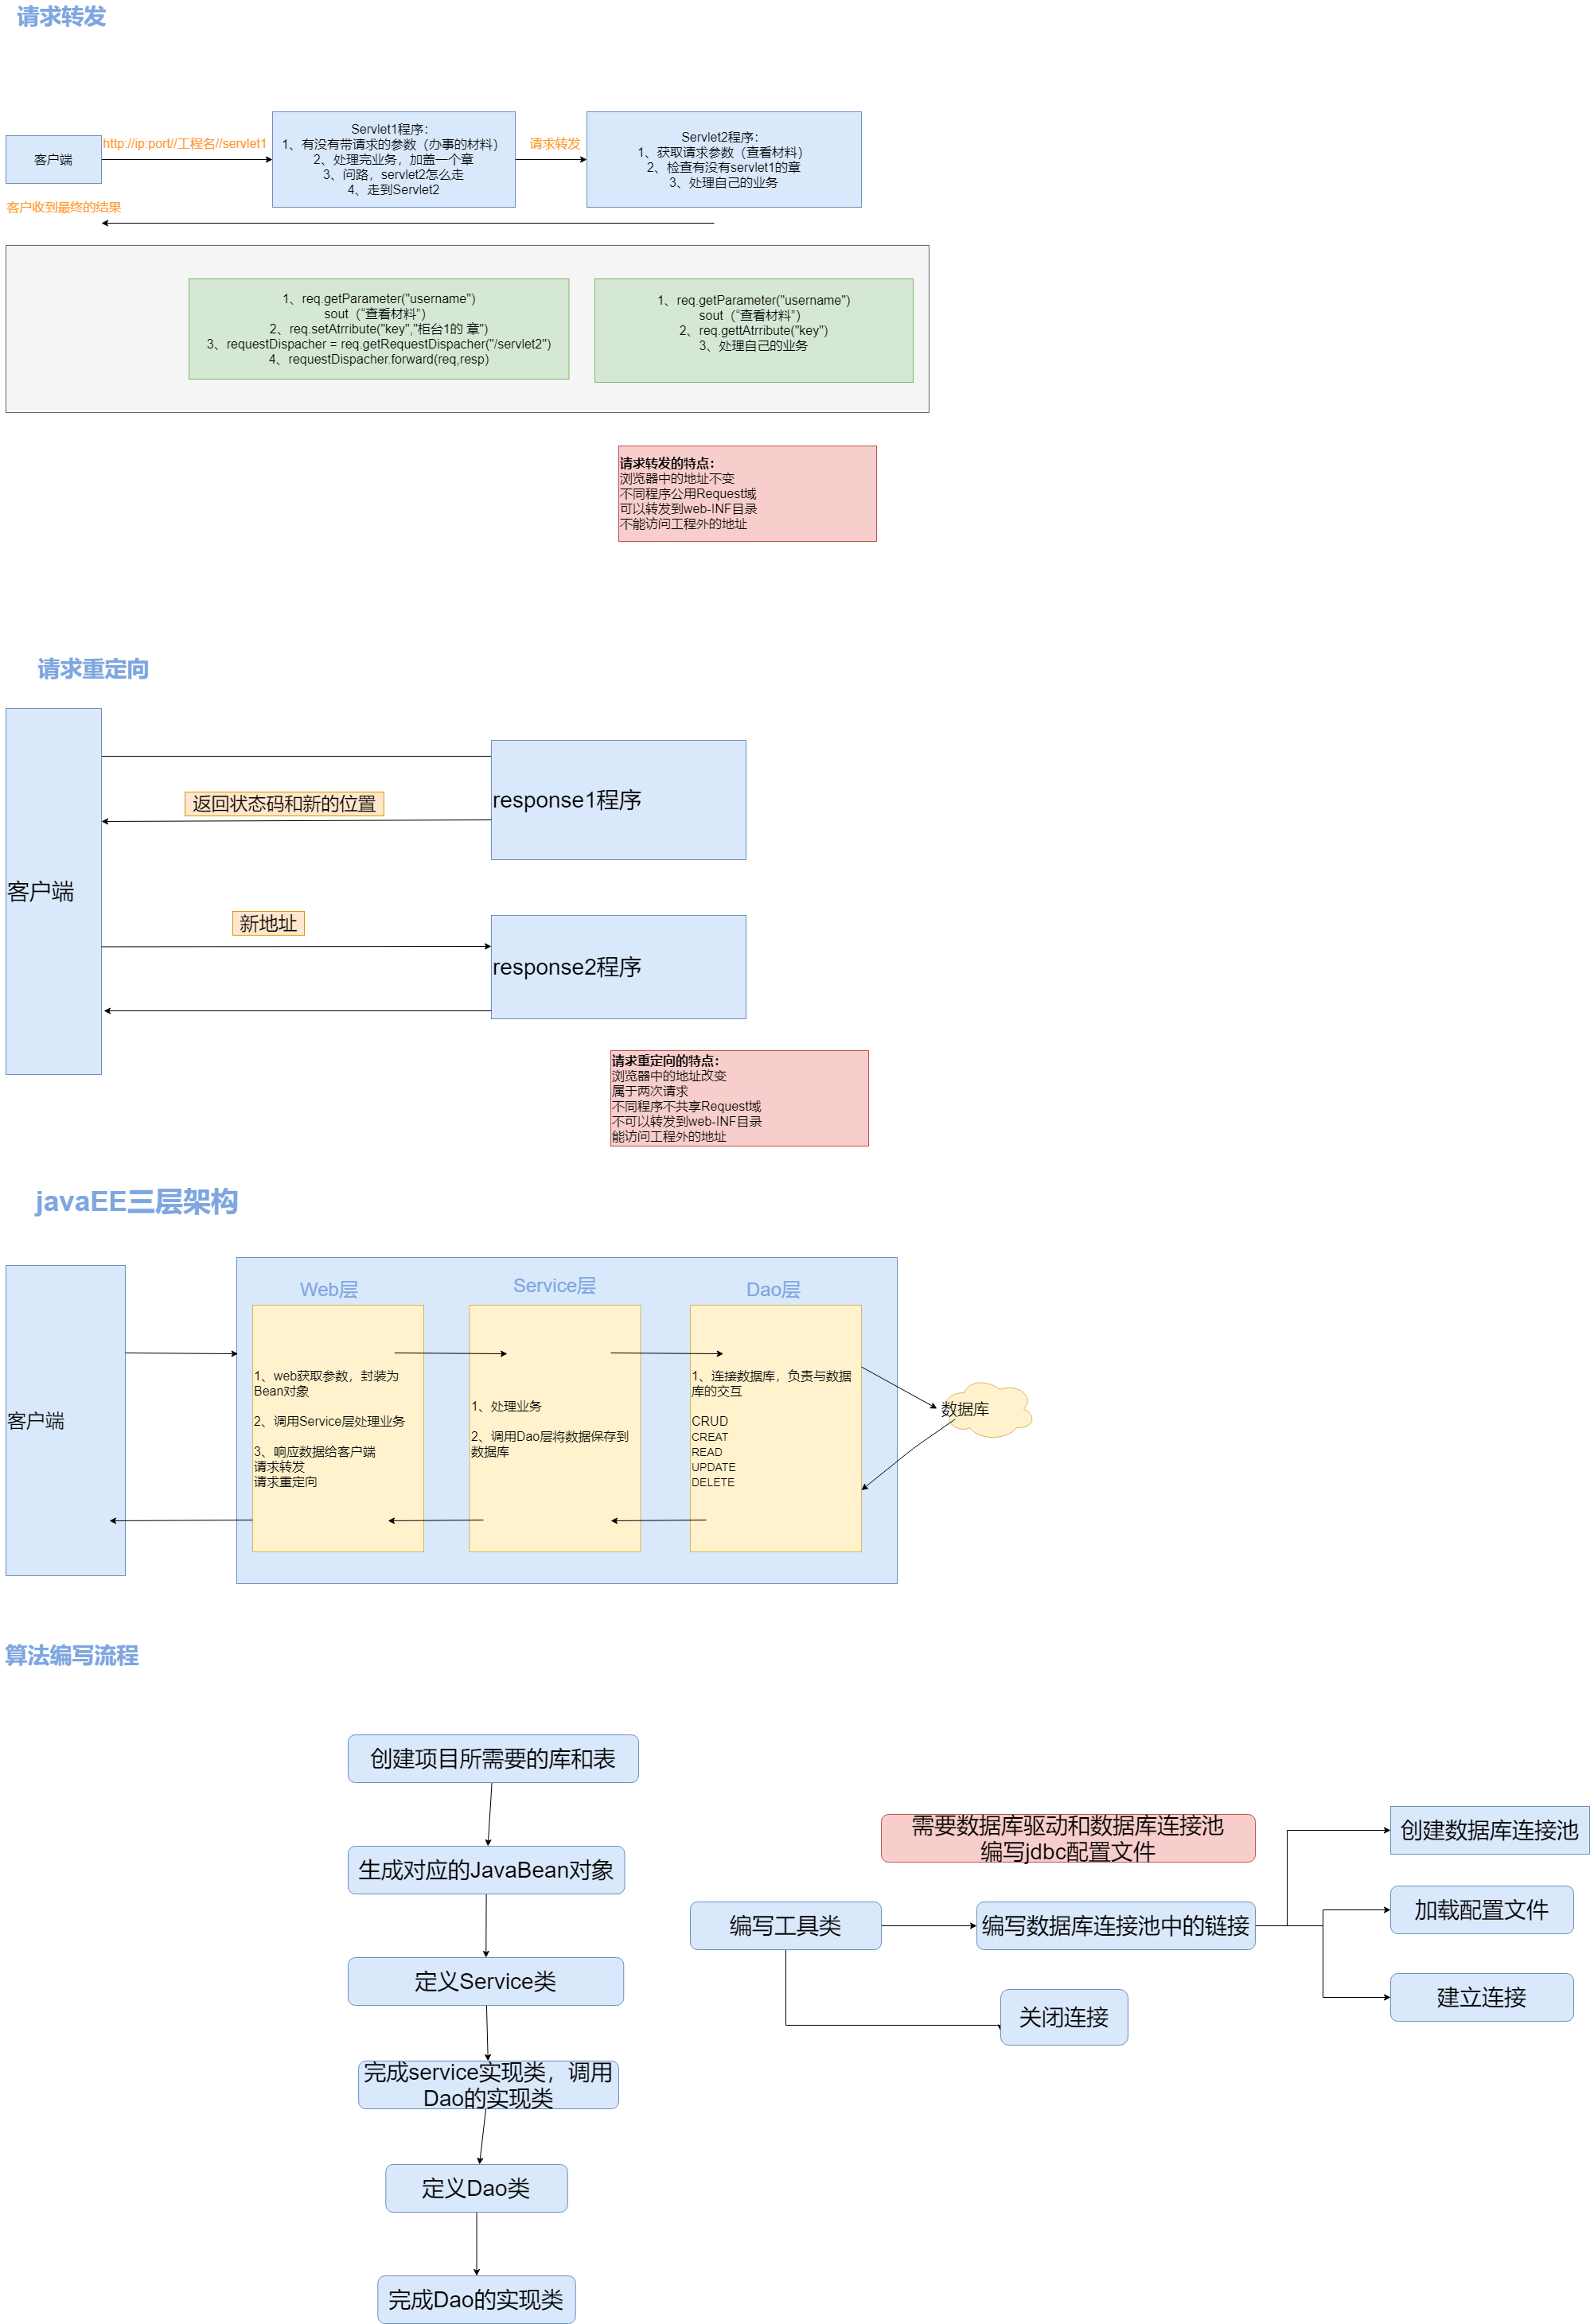 请求转发
http://ip:port//工程名//servlet1
客户端
Servlet1程序：
1、有没有带请求的参数（办事的材料）
2、处理完业务，加盖一个章
3、问路，servlet2怎么走
4、走到Servlet2
请求转发
Servlet2程序：
1、获取请求参数（查看材料）
2、检查有没有servlet1的章
3、处理自己的业务
客户收到最终的结果
1、req.getParameter("username")
sout（“查看材料”）
2、req.setAtrribute("key","柜台1的 章")
3、requestDispacher = req.getRequestDispacher("/servlet2")
4、requestDispacher.forward(req,resp)
1、req.getParameter("username")
sout（“查看材料”）
2、req.gettAtrribute("key")
3、处理自己的业务
请求转发的特点：
浏览器中的地址不变
不同程序公用Request域
可以转发到web-INF目录
不能访问工程外的地址
请求重定向
客户端
response1程序
返回状态码和新的位置
新地址
response2程序
请求重定向的特点：
浏览器中的地址改变
属于两次请求
不同程序不共享Request域
不可以转发到web-INF目录
能访问工程外的地址
javaEE三层架构
客户端
Web层
1、web获取参数，封装为
Bean对象
2、调用Service层处理业务
3、响应数据给客户端
请求转发
请求重定向
Service层
1、处理业务
2、调用Dao层将数据保存到
数据库
Dao层
1、连接数据库，负责与数据
库的交互
CRUD
CREAT
READ
UPDATE
DELETE
数据库
算法编写流程
创建项目所需要的库和表
生成对应的JavaBean对象
定义Service类
完成service实现类，调用
Dao的实现类
定义Dao类
完成Dao的实现类
需要数据库驱动和数据库连接池
编写jdbc配置文件
编写工具类
编写数据库连接池中的链接
关闭连接
创建数据库连接池
加载配置文件
建立连接